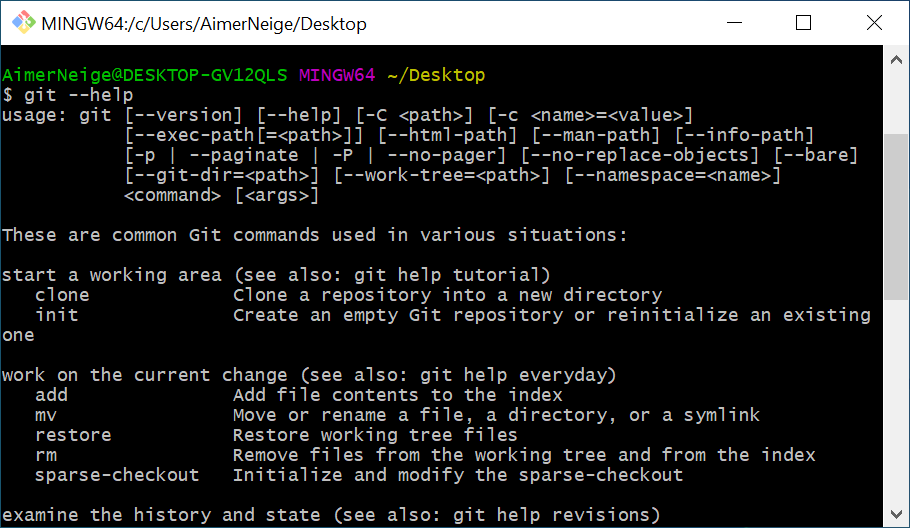 MINGW64:/c/Users/AimerNeige/Desktop
AimerNeige@DESKTOP-GV12QLS MINGW64 ~/Desktop
$ git --help
usage: git [--version] [--help] [-C <path>] [-c <name>=<value>]
           [--exec-path[=<path>]] [--html-path] [--man-path] [--info-path]
           [-p | --paginate | -P | --no-pager] [--no-replace-objects] [--bare]
           [--git-dir=<path>] [--work-tree=<path>] [--namespace=<name>]
           <command> [<args>]
These are common Git commands used in various situations:
start a working area (see also: git help tutorial)
   clone             Clone a repository into a new directory
   init              Create an empty Git repository or reinitialize an existing
one
work on the current change (see also: git help everyday)
   add               Add file contents to the index
   mv                Move or rename a file, a directory, or a symlink
   restore           Restore working tree files
   rm                Remove files from the working tree and from the index
   sparse-checkout   Initialize and modify the sparse-checkout
examine the history and state (see also: git help revisions)